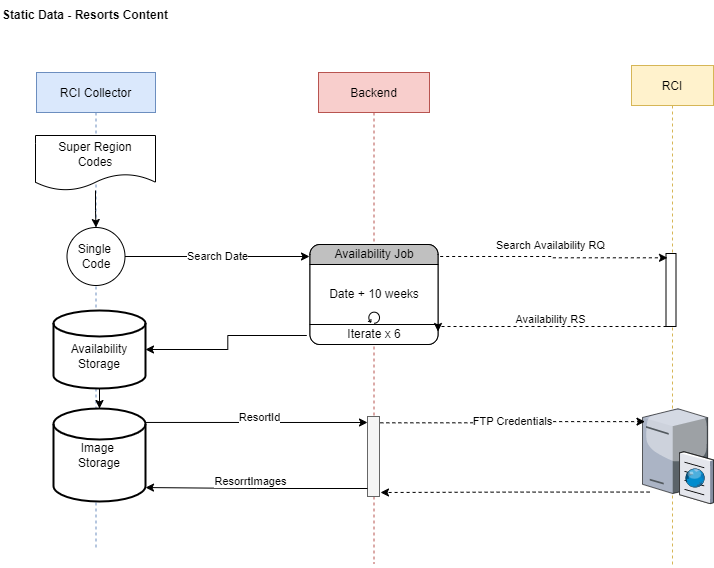 Static Data - Resorts Content
RCI Collector
Backend
RCI
Super Region
Codes
Single
Code
Search Date
Availability Job
Date + 10 weeks
Iterate x 6
Search Availability RQ
Availability RS
Availability
Storage
Image
Storage
ResortId
FTP Credentials
ResorrtImages